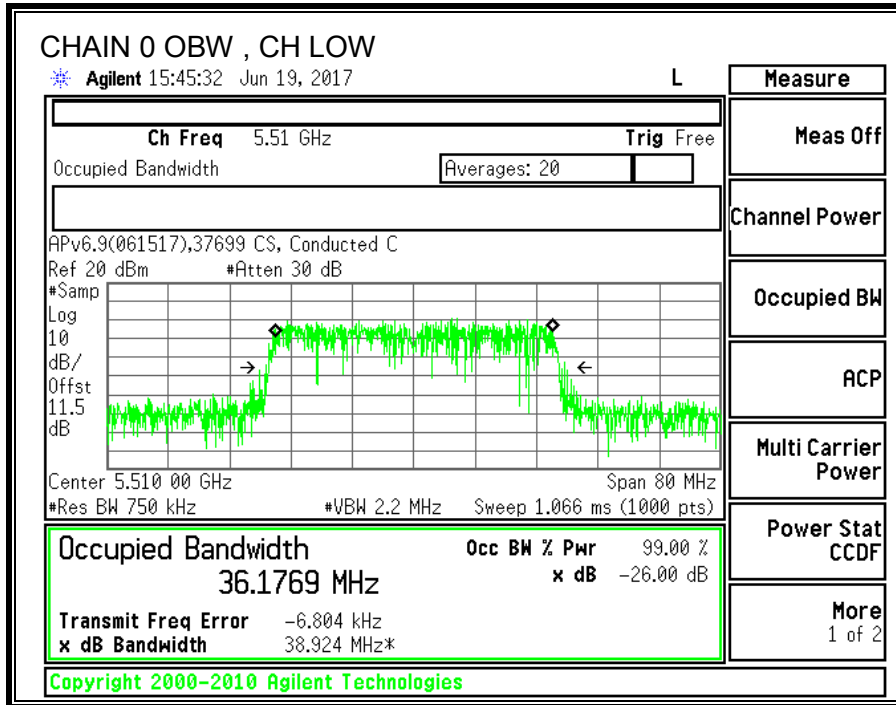 CHAIN 0 OBW , CH LOW
Agilent 15:45:32 Jun 19, 2017 L
Measure
Ch Freq 5.51 GHz Trig Free
Meas Off
Occupied Bandwidth Averages: 20
Channel Power
APv6.9(061517),37699 CS, Conducted C
Ref 20 dBm #Atten 30 dB
#Samp
Log
10
dB/
Offst
11.5
dB
Occupied BW
ACP
Center 5.510 00 GHz Span 80 MHz
#Res BW 750 kHz #VBW 2.2 MHz Sweep 1.066 ms (1000 pts)
Multi Carrier
Power
Occupied Bandwidth Occ BW % Pwr 99.00 %
36.1769 MHz x dB -26.00 dB
Power Stat
CCDF
Transmit Freq Error -6.804 kHz
x dB Bandwidth 38.924 MHz*
More
1 of 2
Copyright 2000-2010 Agilent Technologies